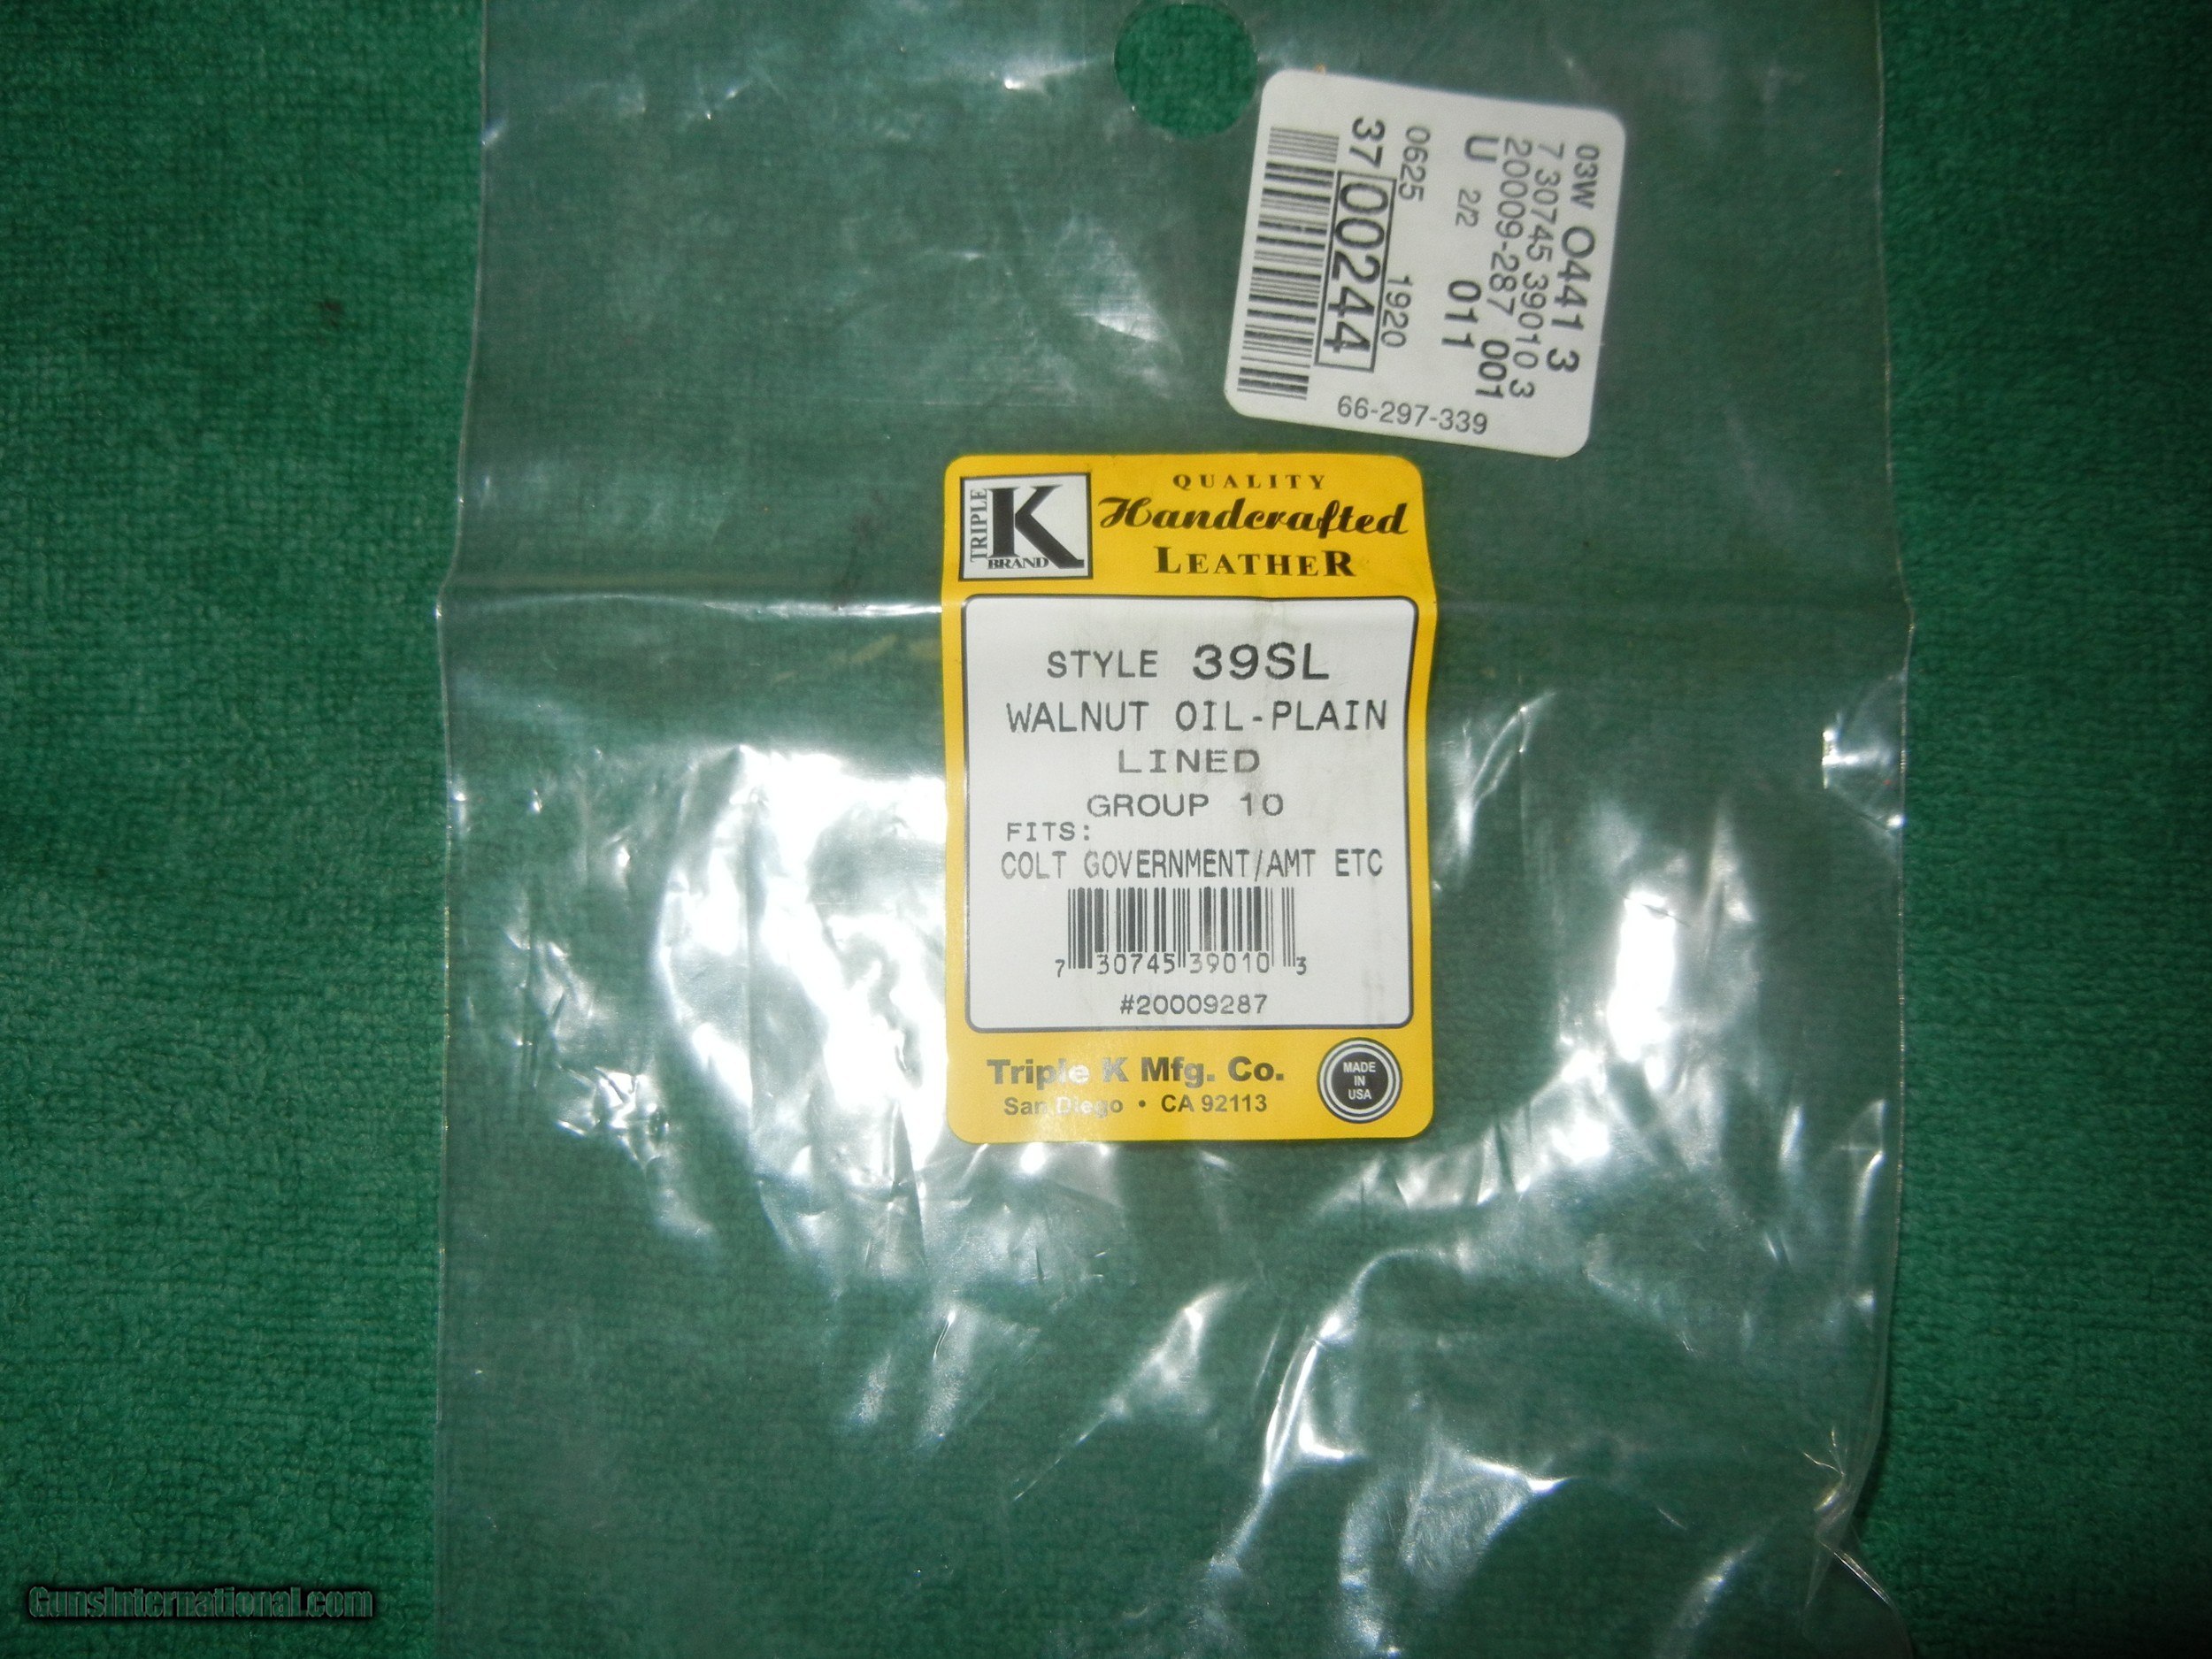 03W O441 3
7 30745 39010 3
20009-287 001
U 2/2 011
0625 1920
37 00244
66-297-339
TRIPLE
K
BRAND
QUALITY
Handcrafted
LEATHER
STYLE 39SL
WALNUT OIL-PLAIN
LINED
GROUP 10
FITS:
COLT GOVERNMENT/AMT ETC
7 30745 39010 3
#20009287
Triple K Mfg. Co.
San Diego • CA 92113
MADE
IN
USA
GunsInternational.com